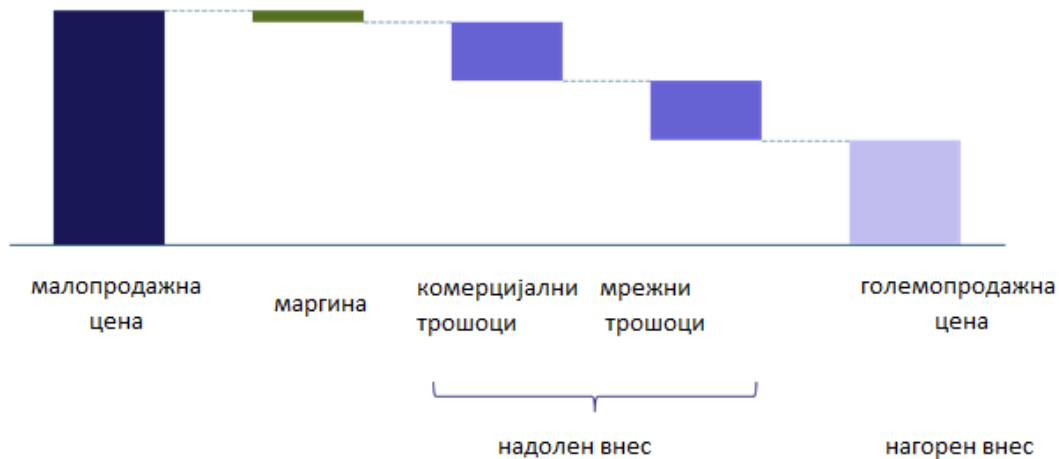 малопродажна
цена
маргина
комерцијални
трошоци
мрежни
трошоци
големопродажна
цена
надолен внес
нагорен внес